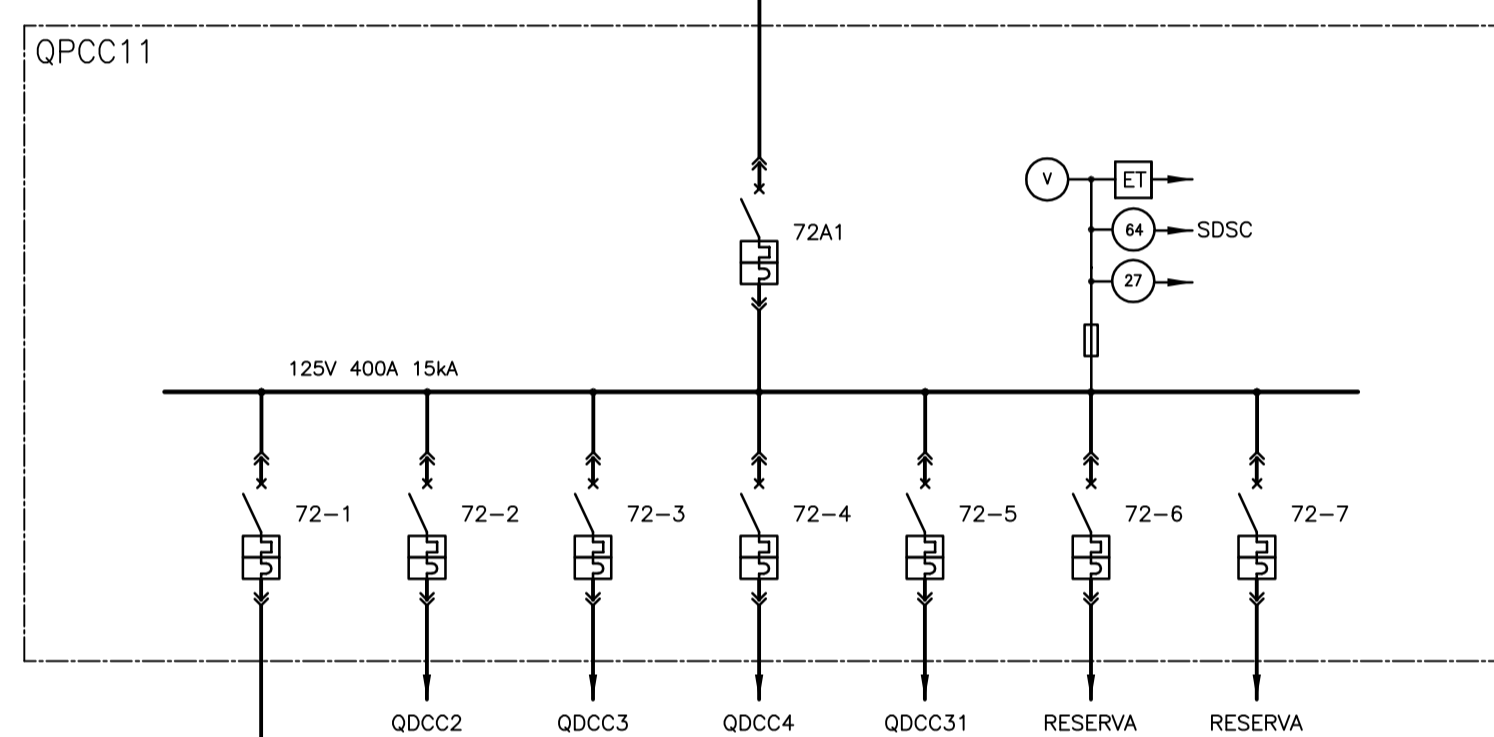 QPCC11
V
ET
72A1
64
SDSC
27
125V 400A 15kA
72-1
72-2
72-3
72-4
72-5
72-6
72-7
QDCC2
QDCC3
QDCC4
QDCC31
RESERVA
RESERVA